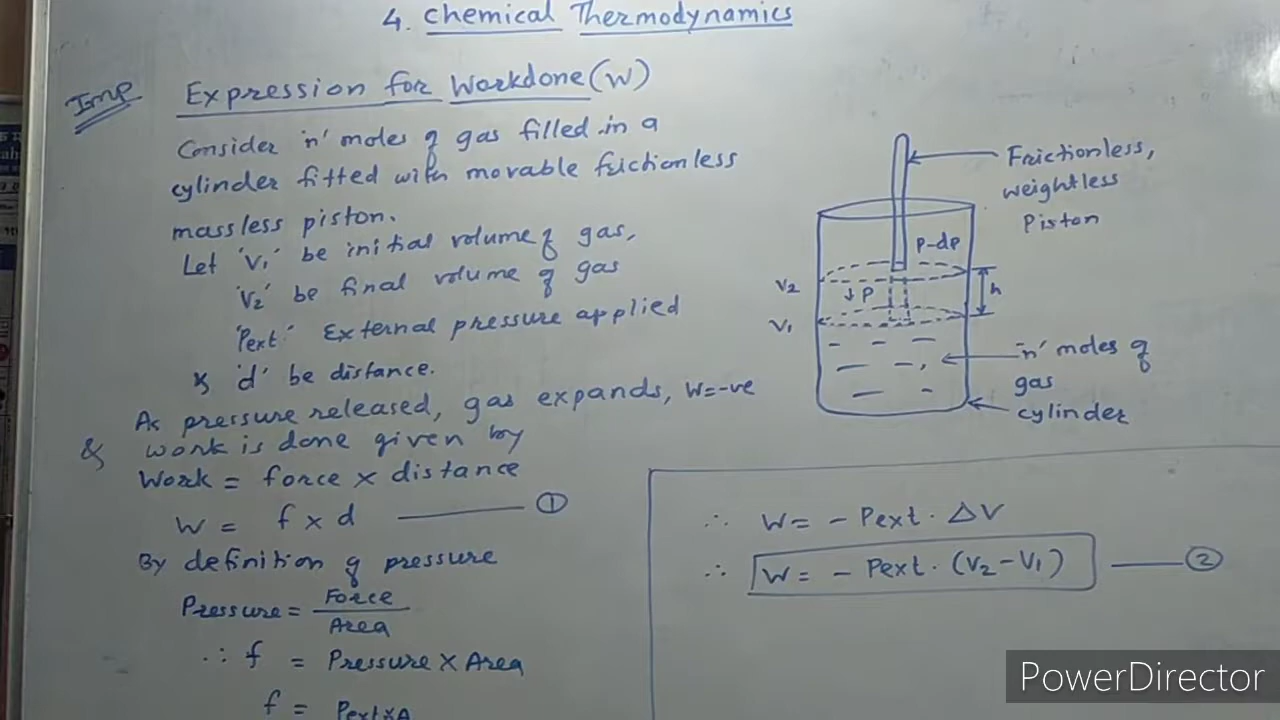 4. Chemical Thermodynamics
Imp
Expression for Workdone (W)
Consider 'n' moles of gas filled in a
cylinder fitted with movable frictionless
massless piston.
Let 'V₁' be initial volume of gas,
'V₂' be final volume of gas
'Pext' External pressure applied
& 'd' be distance.
As pressure released, gas expands, W=-ve
& work is done given by
Work = force × distance
W = f × d ——— ①
By definition of pressure
Pressure = Force
Area
∴ f = Pressure × Area
f = Pext×A
Frictionless,
weightless
Piston
P-dp
V₂
↓P
h
V₁
'n' moles of
gas
cylinder
∴ W = - Pext · ΔV
∴ W = - Pext · (V₂-V₁) ——— ②
PowerDirector